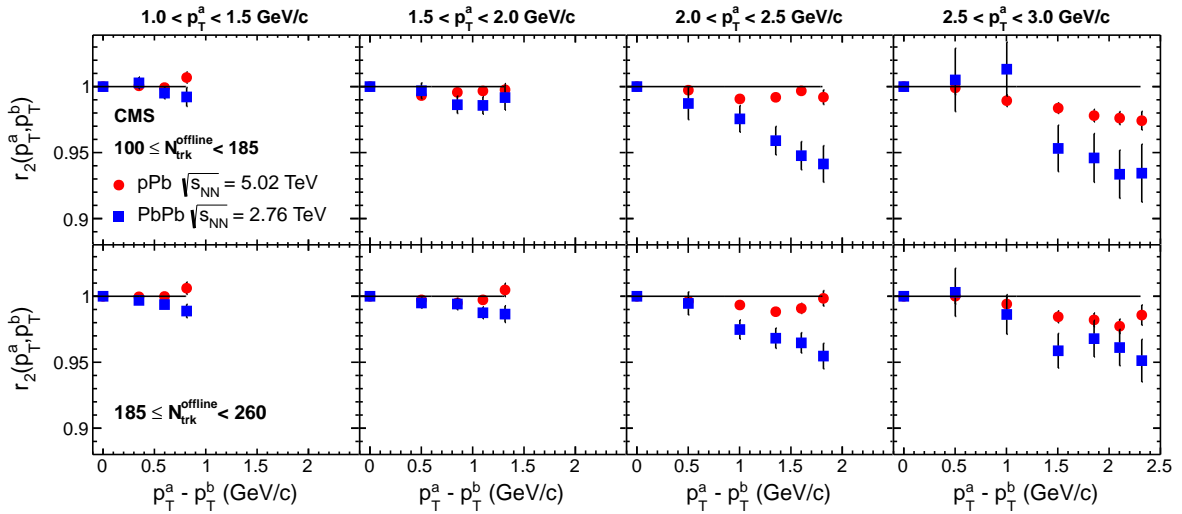 1.0 < p_T^a < 1.5 GeV/c
1.5 < p_T^a < 2.0 GeV/c
2.0 < p_T^a < 2.5 GeV/c
2.5 < p_T^a < 3.0 GeV/c
r_2(p_T^a,p_T^b)
1
0.95
0.9
CMS
100 ≤ N_trk^offline < 185
pPb √s_NN = 5.02 TeV
PbPb √s_NN = 2.76 TeV
r_2(p_T^a,p_T^b)
1
0.95
0.9
185 ≤ N_trk^offline < 260
0 0.5 1 1.5 2
0 0.5 1 1.5 2
0 0.5 1 1.5 2
0 0.5 1 1.5 2 2.5
p_T^a - p_T^b (GeV/c)
p_T^a - p_T^b (GeV/c)
p_T^a - p_T^b (GeV/c)
p_T^a - p_T^b (GeV/c)